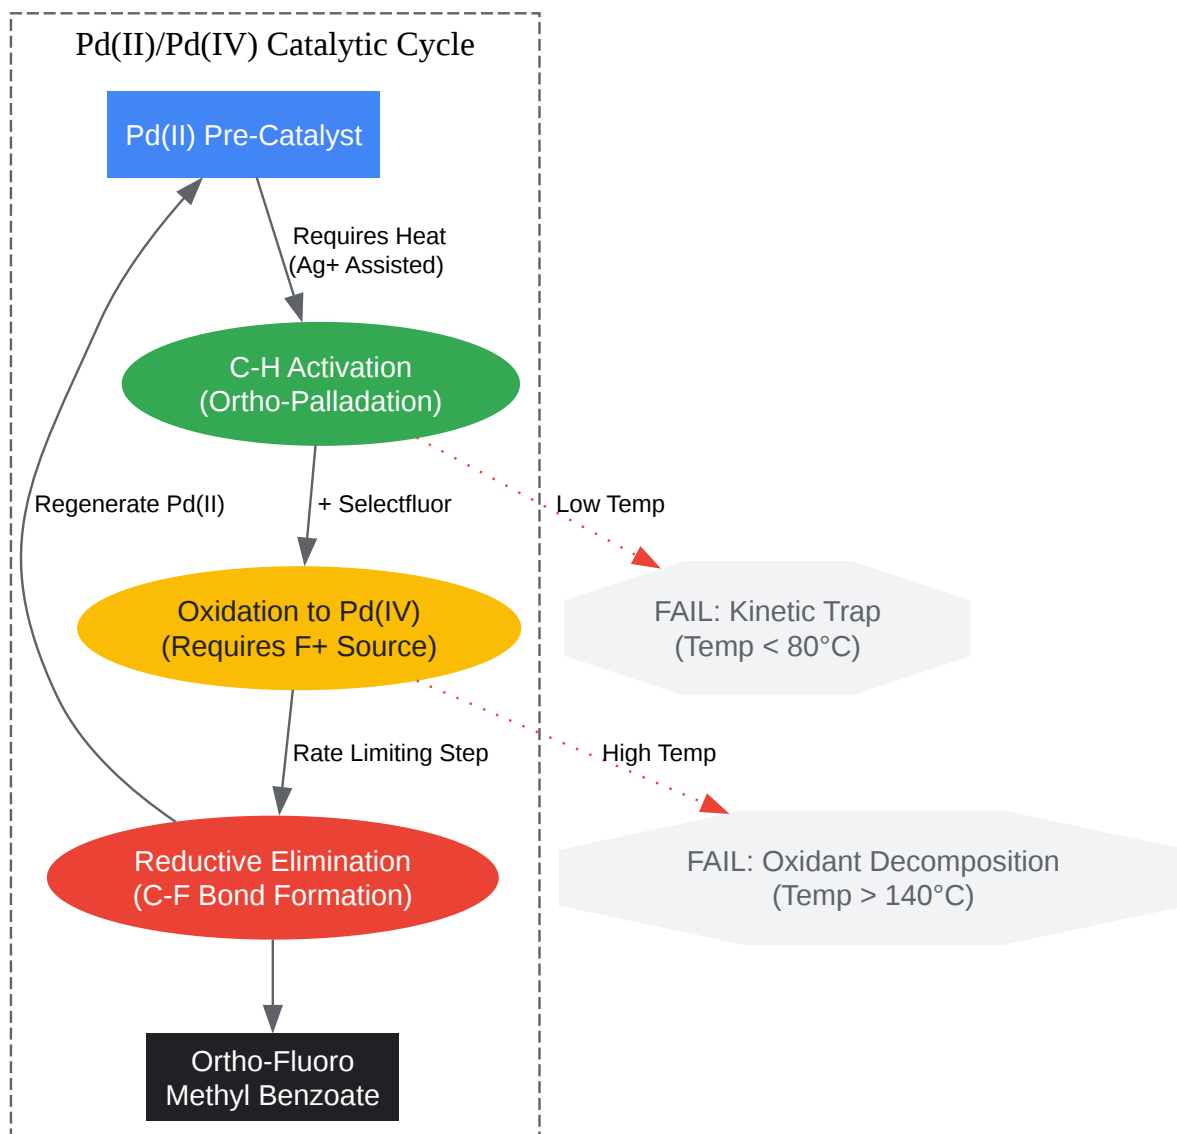 Pd(II)/Pd(IV) Catalytic Cycle
Pd(II) Pre-Catalyst
Requires Heat
(Ag+ Assisted)
C-H Activation
(Ortho-Palladation)
Regenerate Pd(II)
+ Selectfluor
Low Temp
Oxidation to Pd(IV)
(Requires F+ Source)
FAIL: Kinetic Trap
(Temp < 80°C)
Rate Limiting Step
High Temp
Reductive Elimination
(C-F Bond Formation)
FAIL: Oxidant Decomposition
(Temp > 140°C)
Ortho-Fluoro
Methyl Benzoate